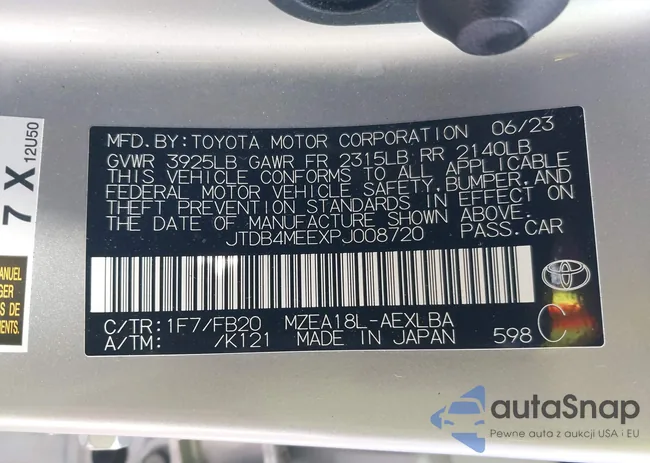 MFD.BY:TOYOTA MOTOR CORPORATION 06/23
GVWR 3925LB GAWR FR 2315LB RR 2140LB
THIS VEHICLE CONFORMS TO ALL APPLICABLE
FEDERAL MOTOR VEHICLE SAFETY,BUMPER,AND
THEFT PREVENTION STANDARDS IN EFFECT ON
THE DATE OF MANUFACTURE SHOWN ABOVE.
JTDB4MEEXPJ008720 PASS.CAR
C/TR:1F7/FB20 MZEA18L-AEXLBA
A/TM: /K121 MADE IN JAPAN 598 C
7 X 12U50
autaSnap
Pewne auta z aukcji USA i EU